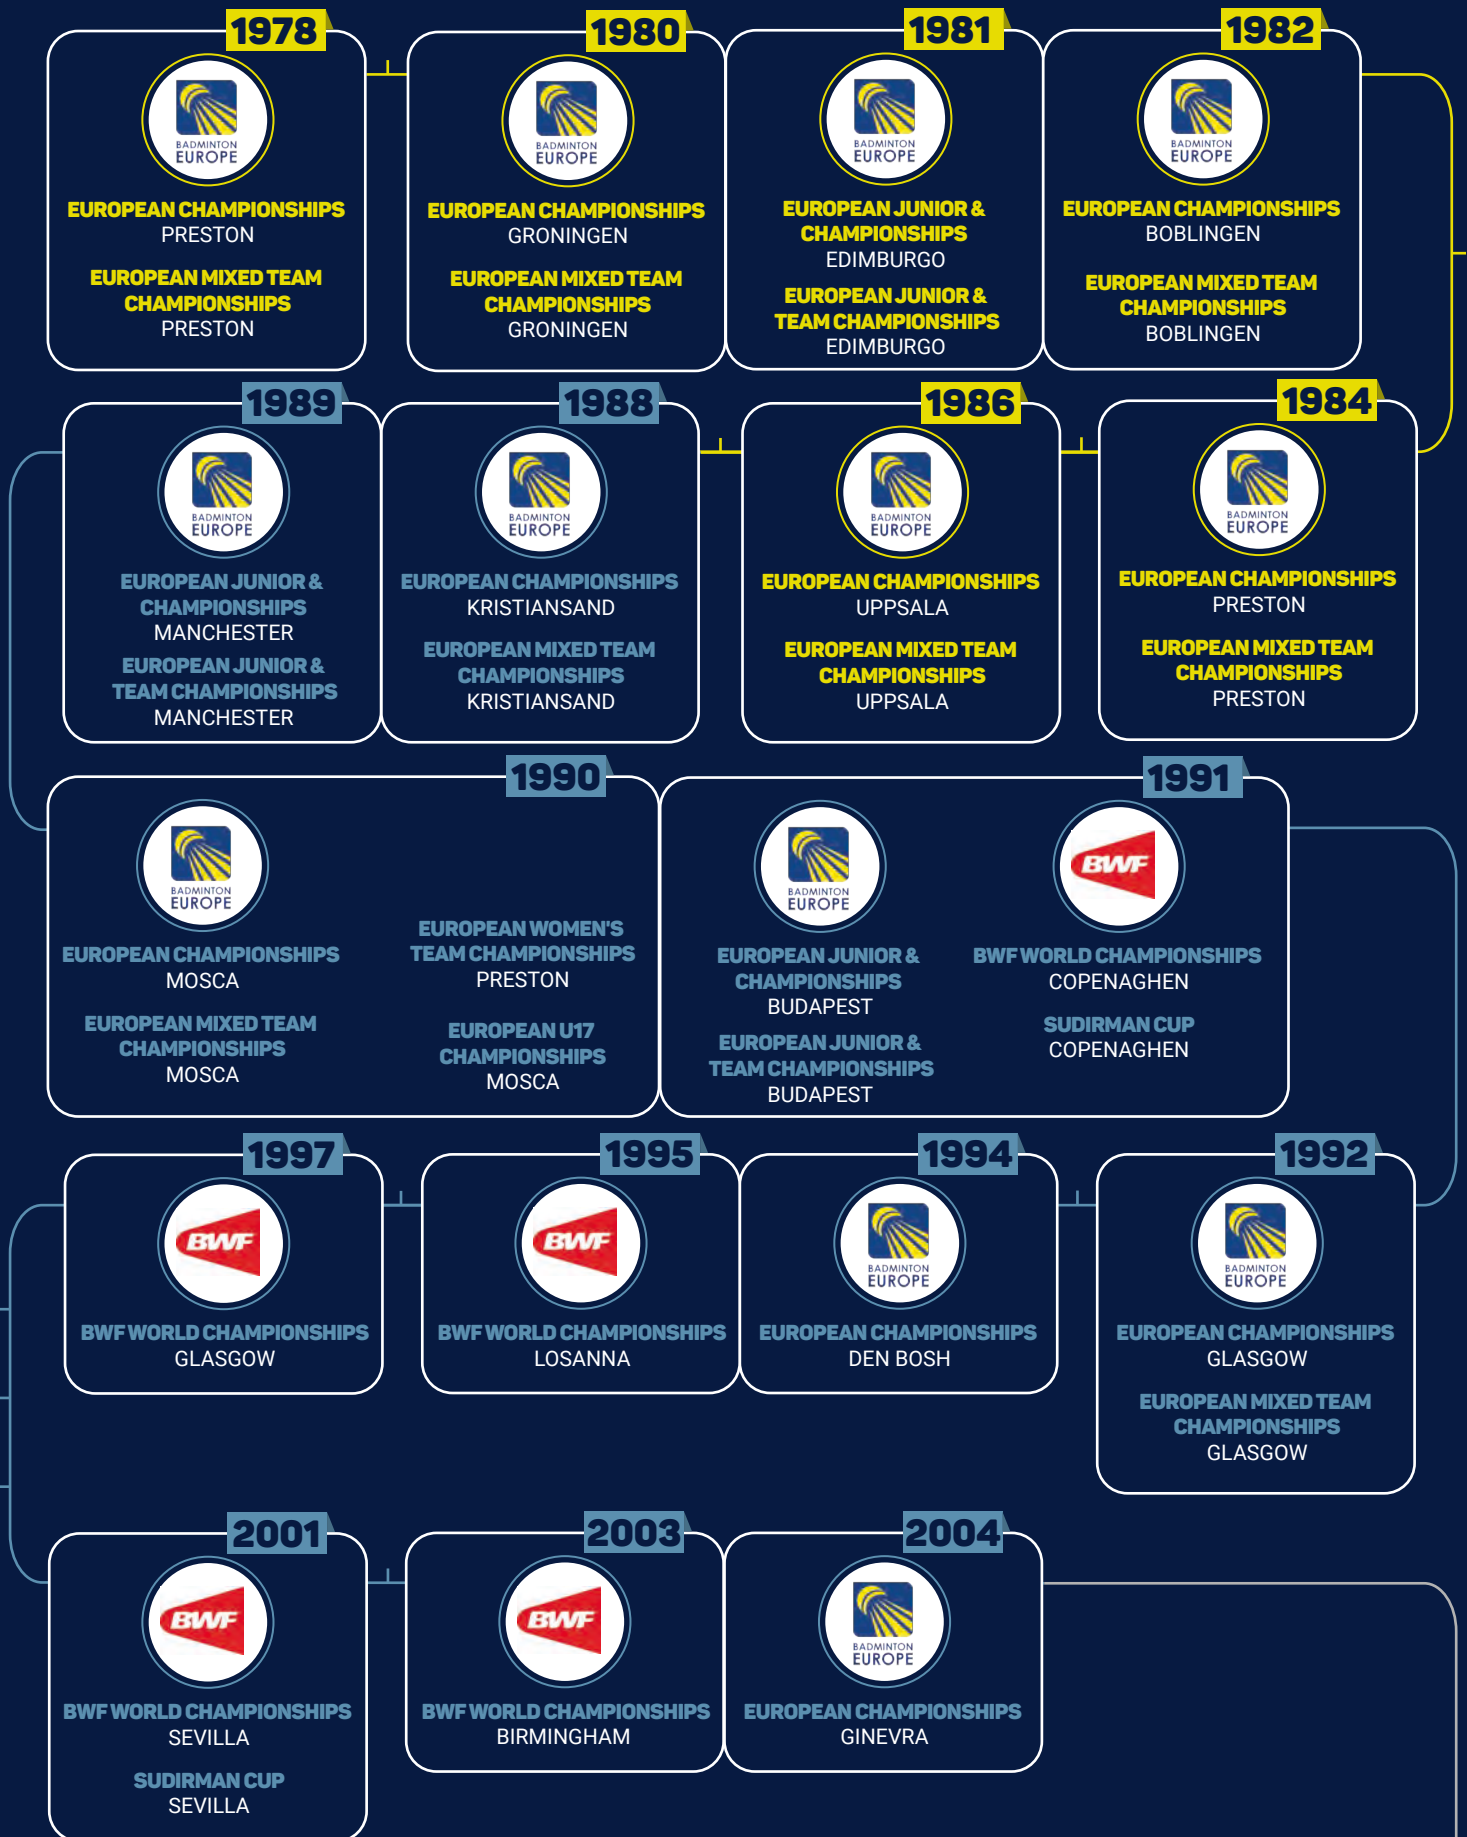 1978
BADMINTON
EUROPE
EUROPEAN CHAMPIONSHIPS
PRESTON
EUROPEAN MIXED TEAM
CHAMPIONSHIPS
PRESTON
1980
BADMINTON
EUROPE
EUROPEAN CHAMPIONSHIPS
GRONINGEN
EUROPEAN MIXED TEAM
CHAMPIONSHIPS
GRONINGEN
1981
BADMINTON
EUROPE
EUROPEAN JUNIOR &
CHAMPIONSHIPS
EDIMBURGO
EUROPEAN JUNIOR &
TEAM CHAMPIONSHIPS
EDIMBURGO
1982
BADMINTON
EUROPE
EUROPEAN CHAMPIONSHIPS
BOBLINGEN
EUROPEAN MIXED TEAM
CHAMPIONSHIPS
BOBLINGEN
1989
BADMINTON
EUROPE
EUROPEAN JUNIOR &
CHAMPIONSHIPS
MANCHESTER
EUROPEAN JUNIOR &
TEAM CHAMPIONSHIPS
MANCHESTER
1988
BADMINTON
EUROPE
EUROPEAN CHAMPIONSHIPS
KRISTIANSAND
EUROPEAN MIXED TEAM
CHAMPIONSHIPS
KRISTIANSAND
1986
BADMINTON
EUROPE
EUROPEAN CHAMPIONSHIPS
UPPSALA
EUROPEAN MIXED TEAM
CHAMPIONSHIPS
UPPSALA
1984
BADMINTON
EUROPE
EUROPEAN CHAMPIONSHIPS
PRESTON
EUROPEAN MIXED TEAM
CHAMPIONSHIPS
PRESTON
1990
BADMINTON
EUROPE
EUROPEAN CHAMPIONSHIPS
MOSCA
EUROPEAN MIXED TEAM
CHAMPIONSHIPS
MOSCA
EUROPEAN WOMEN'S
TEAM CHAMPIONSHIPS
PRESTON
EUROPEAN U17
CHAMPIONSHIPS
MOSCA
1991
BADMINTON
EUROPE
EUROPEAN JUNIOR &
CHAMPIONSHIPS
BUDAPEST
EUROPEAN JUNIOR &
TEAM CHAMPIONSHIPS
BUDAPEST
BWF
BWF WORLD CHAMPIONSHIPS
COPENAGHEN
SUDIRMAN CUP
COPENAGHEN
1997
BWF
BWF WORLD CHAMPIONSHIPS
GLASGOW
1995
BWF
BWF WORLD CHAMPIONSHIPS
LOSANNA
1994
BADMINTON
EUROPE
EUROPEAN CHAMPIONSHIPS
DEN BOSH
1992
BADMINTON
EUROPE
EUROPEAN CHAMPIONSHIPS
GLASGOW
EUROPEAN MIXED TEAM
CHAMPIONSHIPS
GLASGOW
2001
BWF
BWF WORLD CHAMPIONSHIPS
SEVILLA
SUDIRMAN CUP
SEVILLA
2003
BWF
BWF WORLD CHAMPIONSHIPS
BIRMINGHAM
2004
BADMINTON
EUROPE
EUROPEAN CHAMPIONSHIPS
GINEVRA